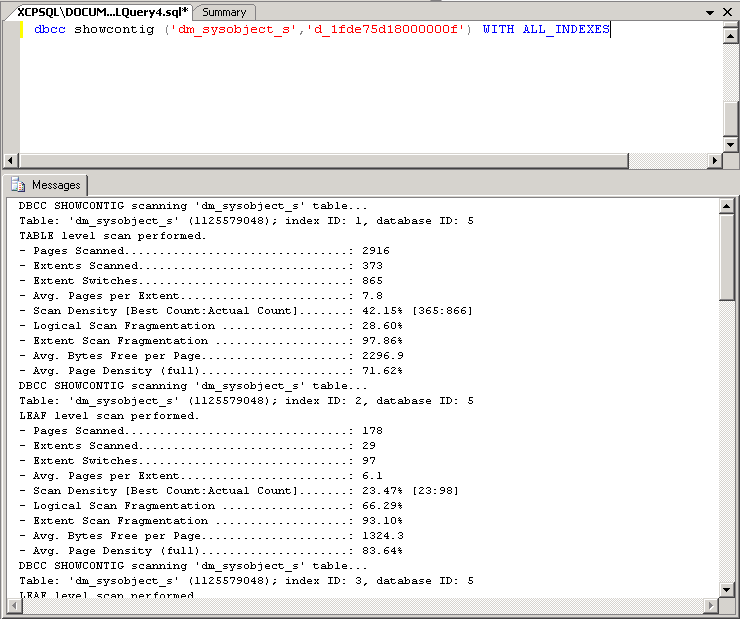 XCPSQL\DOCUM...LQuery4.sql* Summary
dbcc showcontig ('dm_sysobject_s','d_1fde75d18000000f') WITH ALL_INDEXES
Messages
DBCC SHOWCONTIG scanning 'dm_sysobject_s' table...
Table: 'dm_sysobject_s' (1125579048); index ID: 1, database ID: 5
TABLE level scan performed.
- Pages Scanned................................: 2916
- Extents Scanned..............................: 373
- Extent Switches..............................: 865
- Avg. Pages per Extent........................: 7.8
- Scan Density [Best Count:Actual Count].......: 42.15% [365:866]
- Logical Scan Fragmentation ..................: 28.60%
- Extent Scan Fragmentation ...................: 97.86%
- Avg. Bytes Free per Page.....................: 2296.9
- Avg. Page Density (full).....................: 71.62%
DBCC SHOWCONTIG scanning 'dm_sysobject_s' table...
Table: 'dm_sysobject_s' (1125579048); index ID: 2, database ID: 5
LEAF level scan performed.
- Pages Scanned................................: 178
- Extents Scanned..............................: 29
- Extent Switches..............................: 97
- Avg. Pages per Extent........................: 6.1
- Scan Density [Best Count:Actual Count].......: 23.47% [23:98]
- Logical Scan Fragmentation ..................: 66.29%
- Extent Scan Fragmentation ...................: 93.10%
- Avg. Bytes Free per Page.....................: 1324.3
- Avg. Page Density (full).....................: 83.64%
DBCC SHOWCONTIG scanning 'dm_sysobject_s' table...
Table: 'dm_sysobject_s' (1125579048); index ID: 3, database ID: 5
LEAF level scan performed.